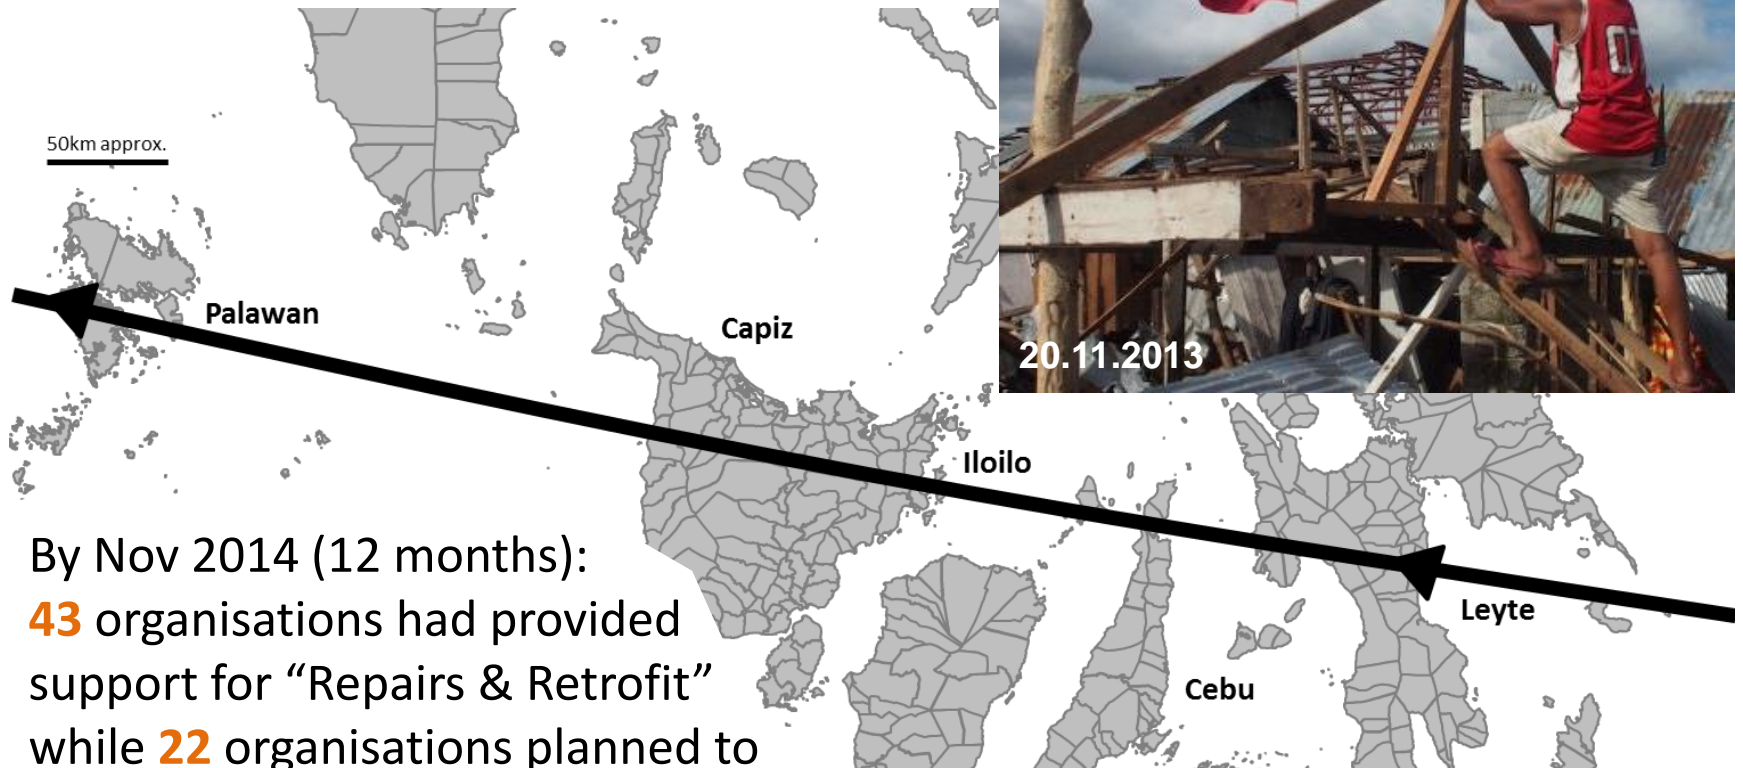 50km approx.
Palawan
Capiz
20.11.2013
Iloilo
Leyte
Cebu
By Nov 2014 (12 months):
43 organisations had provided
support for “Repairs & Retrofit”
while 22 organisations planned to